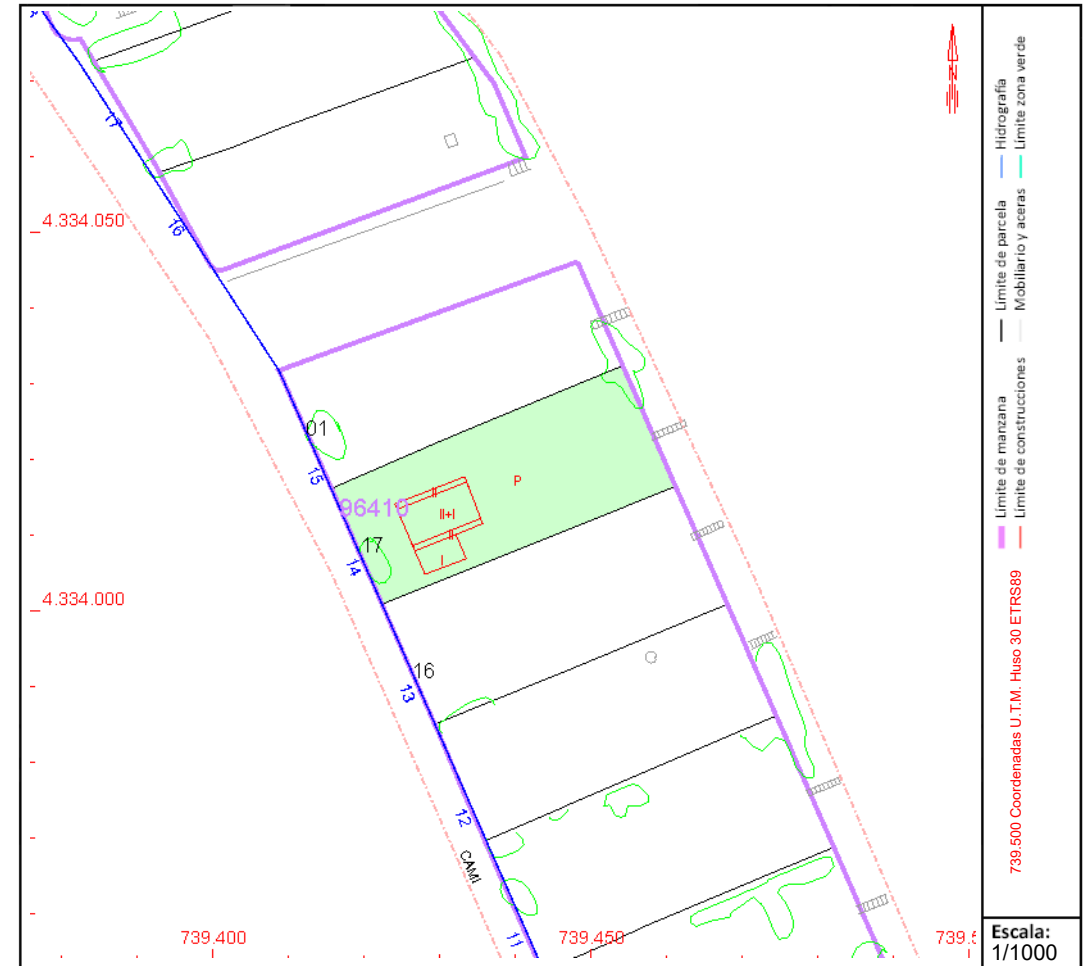 17
16
4.334.050
01
15
96410
P
II
II+I
II
I
17
14
4.334.000
16
13
12
CAMI
11
739.400
739.450
739.5
N
Hidrografía
Límite zona verde
Límite de parcela
Mobiliario y aceras
Límite de manzana
Límite de construcciones
739.500 Coordenadas U.T.M. Huso 30 ETRS89
Escala:
1/1000